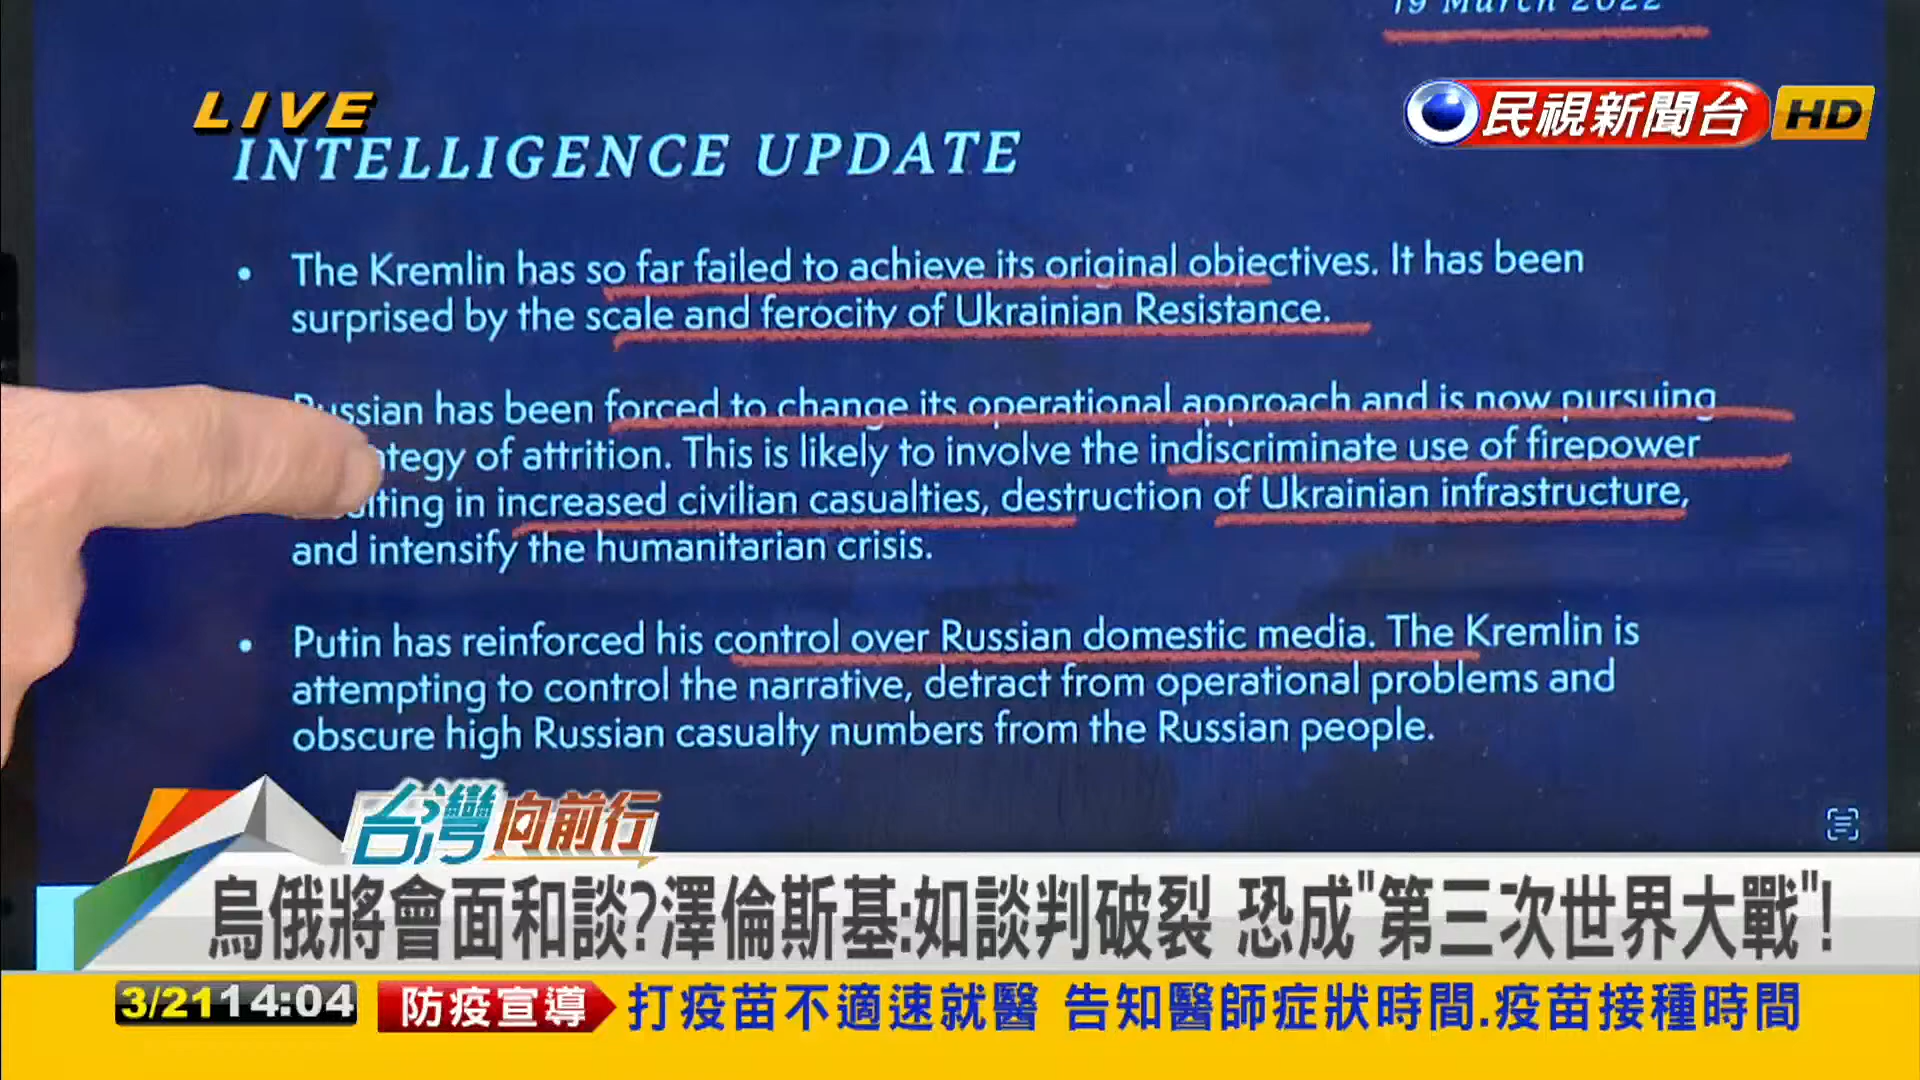 19 March 2022
LIVE
民視新聞台 HD
INTELLIGENCE UPDATE
• The Kremlin has so far failed to achieve its original objectives. It has been
surprised by the scale and ferocity of Ukrainian Resistance.
Russian has been forced to change its operational approach and is now pursuing
of attrition. This is likely to involve the indiscriminate use of firepower
in increased civilian casualties, destruction of Ukrainian infrastructure,
and intensify the humanitarian crisis.
• Putin has reinforced his control over Russian domestic media. The Kremlin is
attempting to control the narrative, detract from operational problems and
obscure high Russian casualty numbers from the Russian people.
台灣向前行
烏俄將會面和談?澤倫斯基:如談判破裂 恐成"第三次世界大戰"!
3/21 14:04 防疫宣導 打疫苗不適速就醫 告知醫師症狀時間.疫苗接種時間